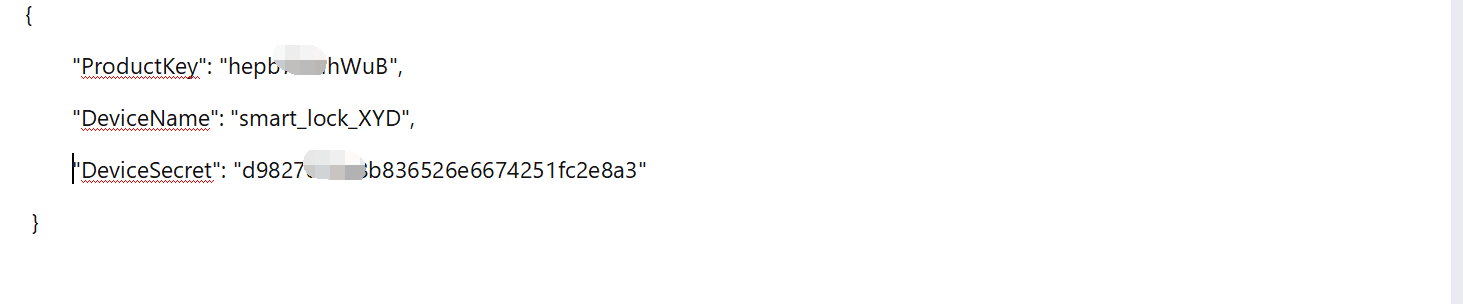 {
"ProductKey":
"DeviceName": "smart_lock_XYD",
"DeviceSecret":
}